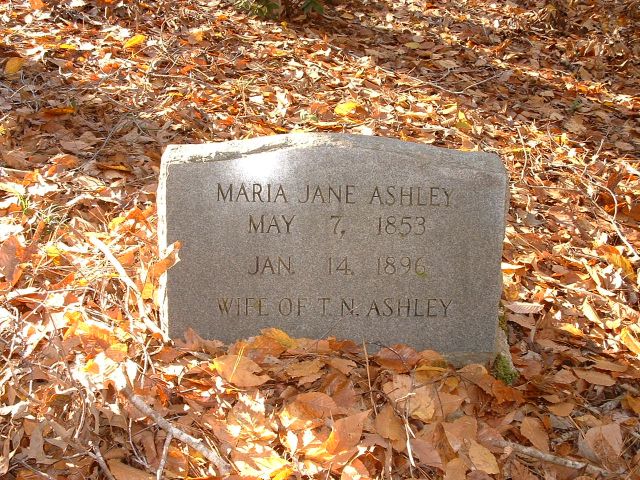 MARIA JANE ASHLEY
MAY 7, 1853
JAN. 14, 1896
WIFE OF T. N. ASHLEY